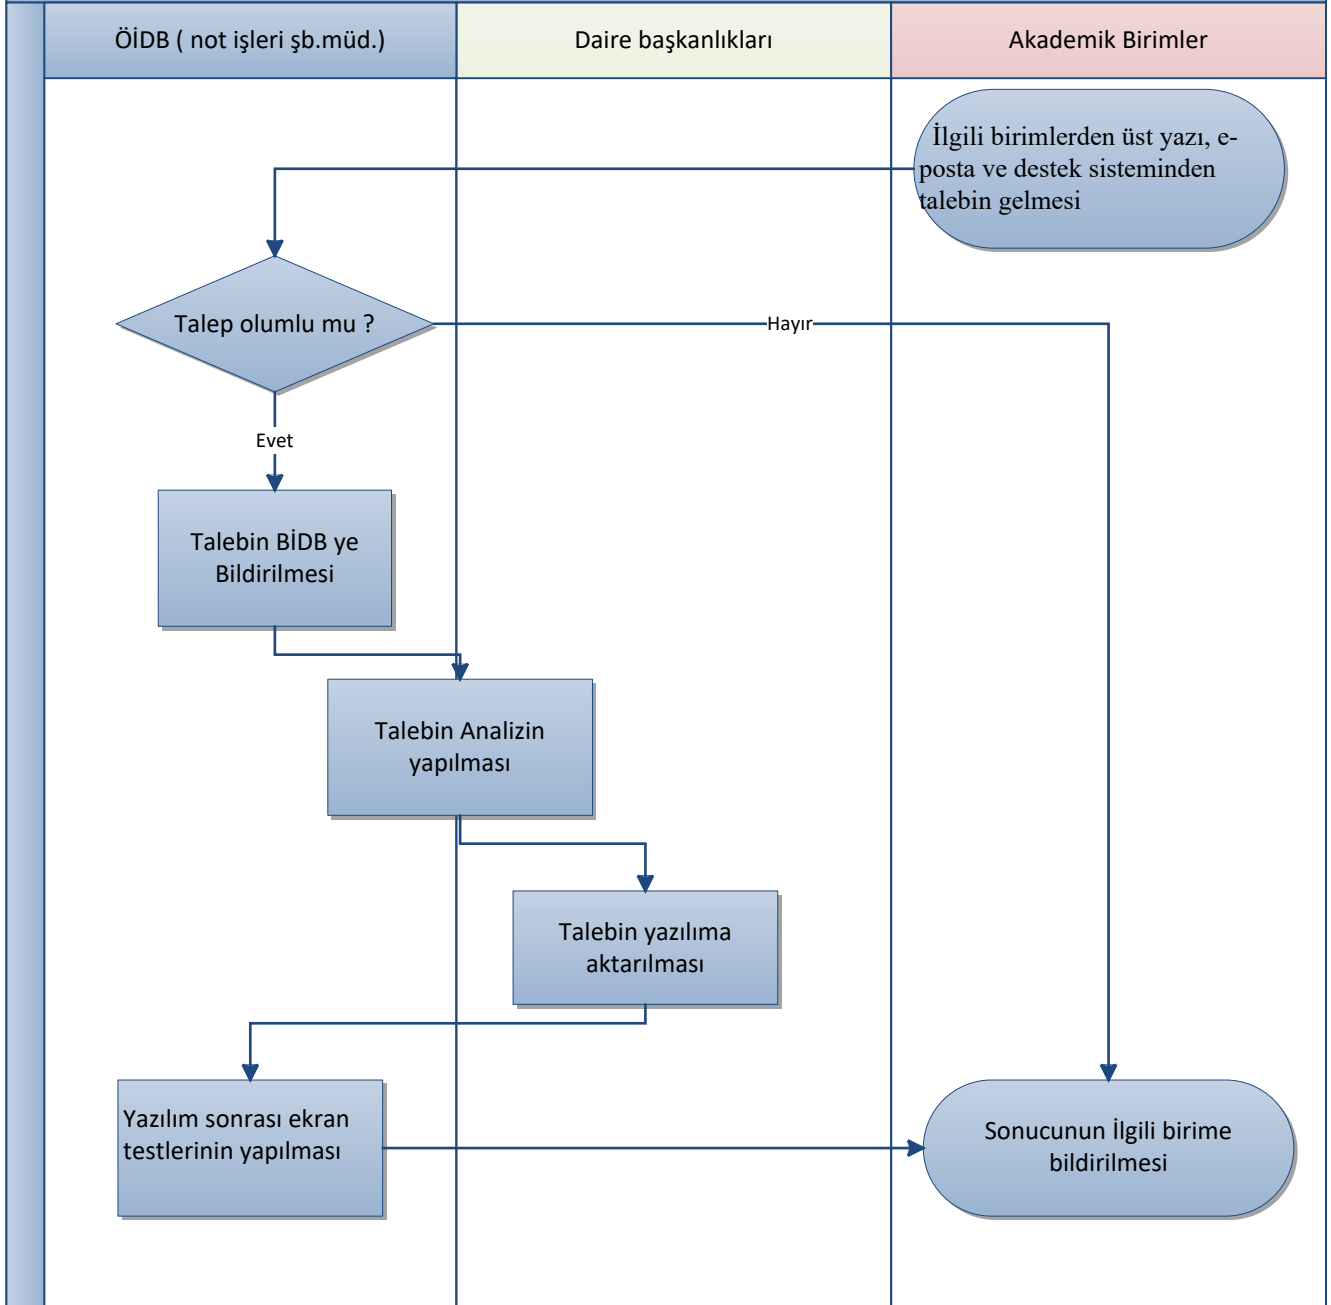 ÖİDB ( not işleri şb.müd.)
Daire başkanlıkları
Akademik Birimler
İlgili birimlerden üst yazı, e-
posta ve destek sisteminden
talebin gelmesi
Talep olumlu mu ?
Hayır
Evet
Talebin BİDB ye
Bildirilmesi
Talebin Analizin
yapılması
Talebin yazılıma
aktarılması
Yazılım sonrası ekran
testlerinin yapılması
Sonucunun İlgili birime
bildirilmesi